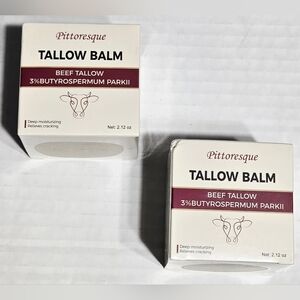 Pittoresque
TALLOW BALM
BEEF TALLOW
3%BUTYROSPERMUM PARKII
Deep moisturizing
Relieves cracking
Net: 2.12 oz
Pittoresque
TALLOW BALM
BEEF TALLOW
3%BUTYROSPERMUM PARKII
Deep moisturizing
Relieves cracking
Net: 2.12 oz